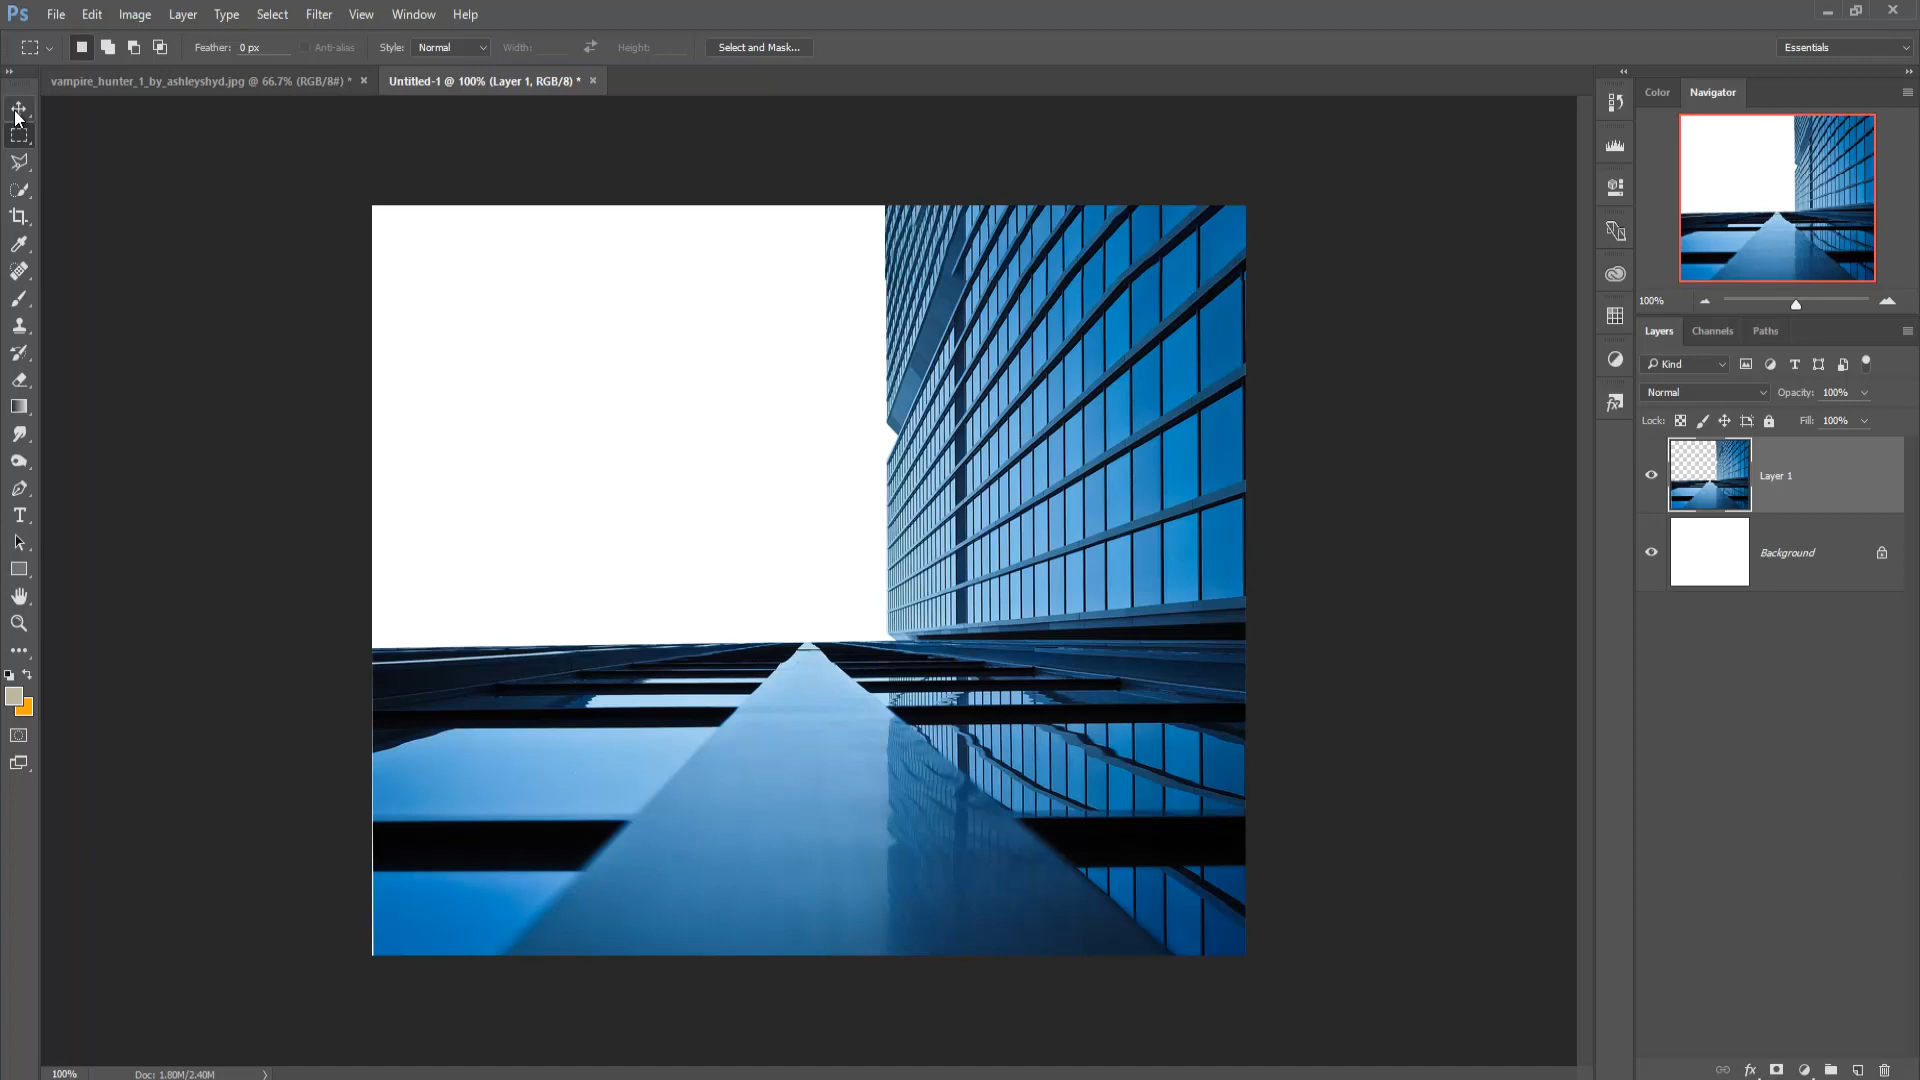 Ps File Edit Image Layer Type Select Filter View Window Help
Feather: 0 px Anti-alias Style: Normal Width: Height: Select and Mask... Essentials
vampire_hunter_1_by_ashleyshyd.jpg @ 66.7% (RGB/8#) * × Untitled-1 @ 100% (Layer 1, RGB/8) * ×
Color Navigator
100%
Layers Channels Paths
Kind
Normal Opacity: 100%
Lock: Fill: 100%
Layer 1
Background
100% Doc: 1.80M/2.40M